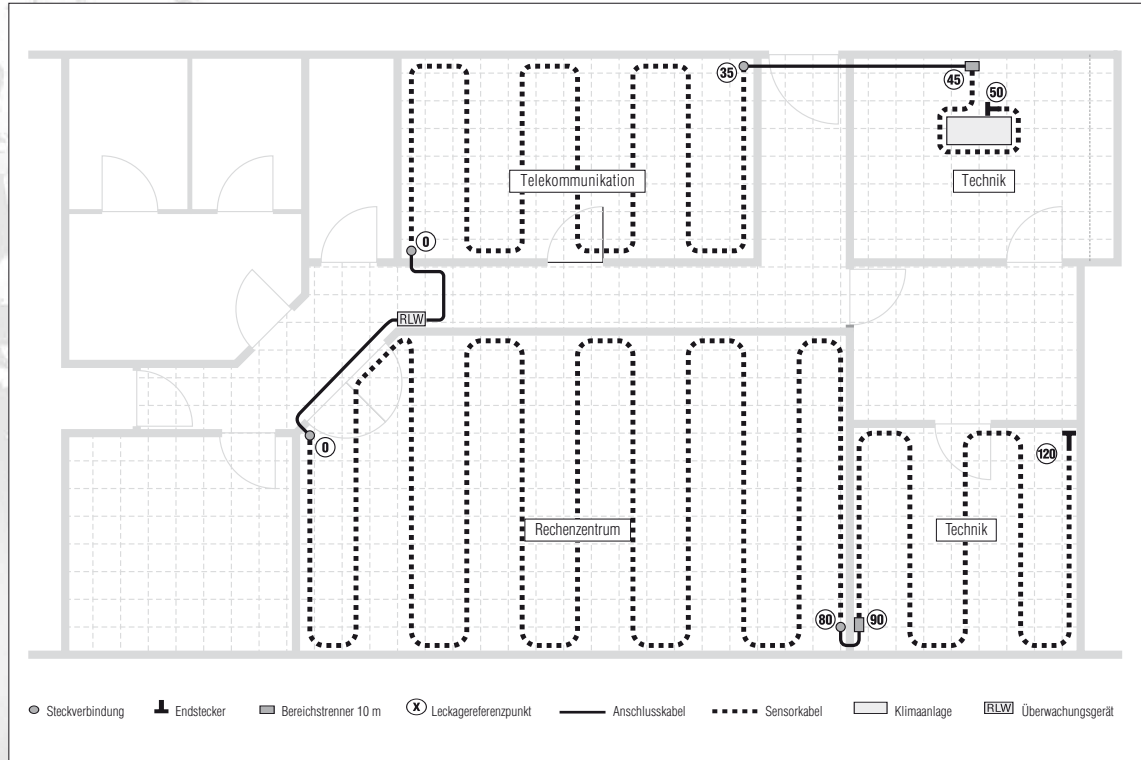 35
45
50
Telekommunikation
Technik
0
RLW
0
120
Rechenzentrum
Technik
80
90
Steckverbindung
Endstecker
Bereichstrenner 10 m
X Leckagereferenzpunkt
Anschlusskabel
Sensorkabel
Klimaanlage
RLW Überwachungsgerät